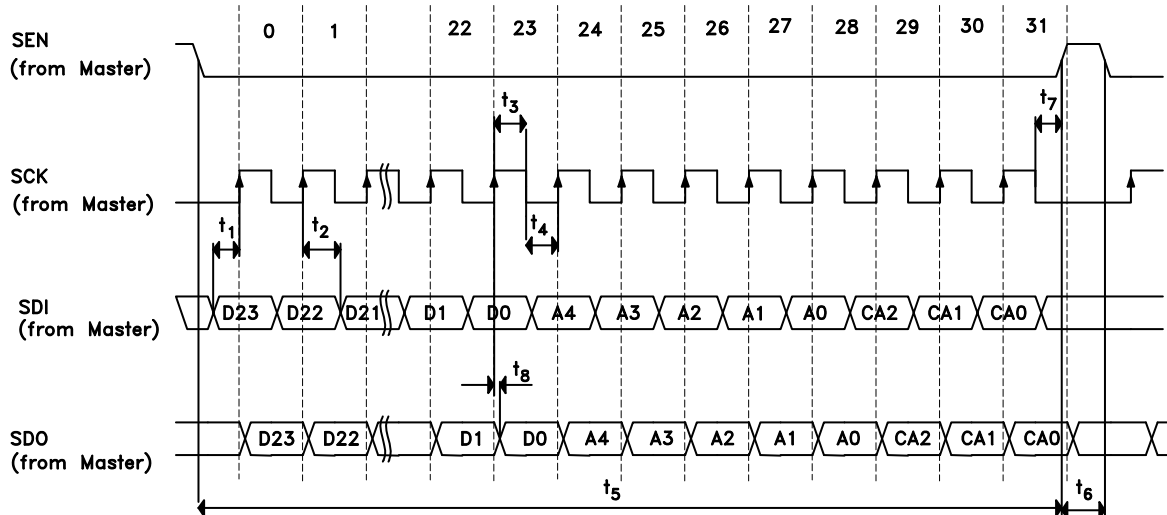 0 1 22 23 24 25 26 27 28 29 30 31
SEN
(from Master)
t3 t7
SCK
(from Master)
t1 t2 t4
SDI
(from Master)
D23 D22 D21 D1 D0 A4 A3 A2 A1 A0 CA2 CA1 CA0
t8
SDO
(from Master)
D23 D22 D1 D0 A4 A3 A2 A1 A0 CA2 CA1 CA0
t5 t6